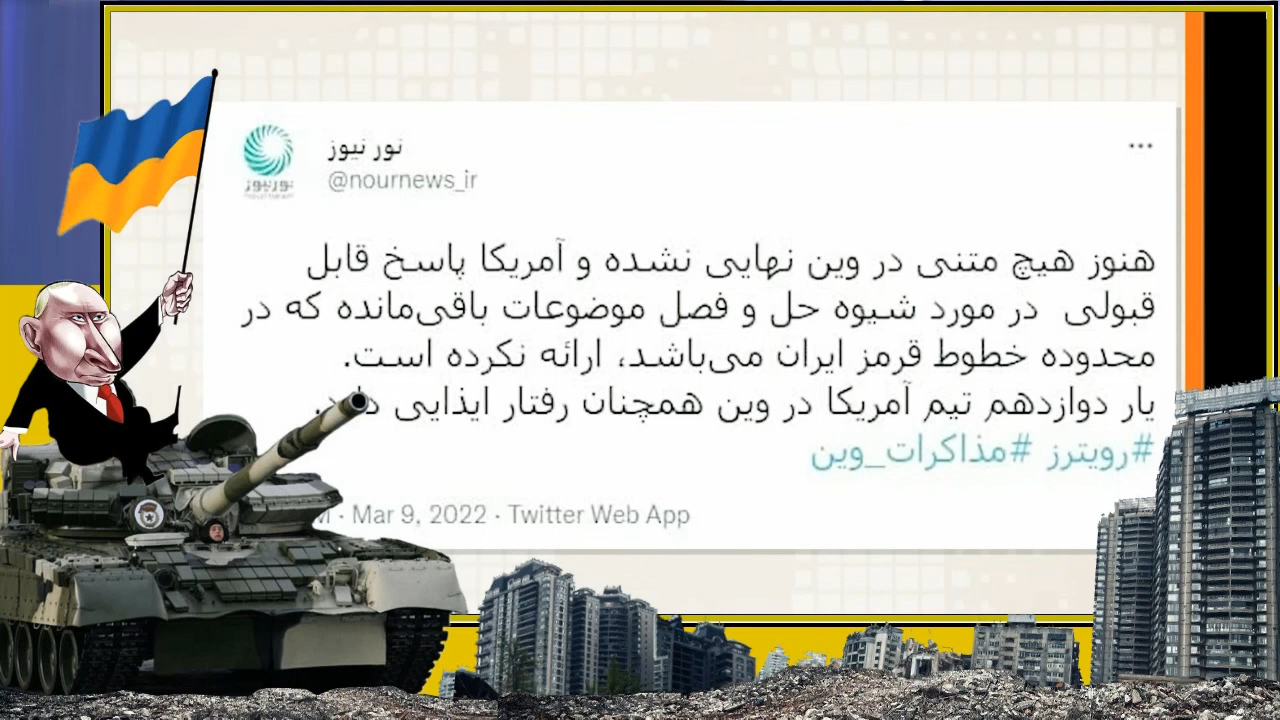 نور نیوز
@nournews_ir
نورنیوز
هنوز هیچ متنی در وین نهایی نشده و آمریکا پاسخ قابل
قبولی در مورد شیوه حل و فصل موضوعات باقی‌مانده که در
محدوده خطوط قرمز ایران می‌باشد، ارائه نکرده است.
یار دوازدهم تیم آمریکا در وین همچنان رفتار ایذایی
#رویترز #مذاکرات_وین
M · Mar 9, 2022 · Twitter Web App